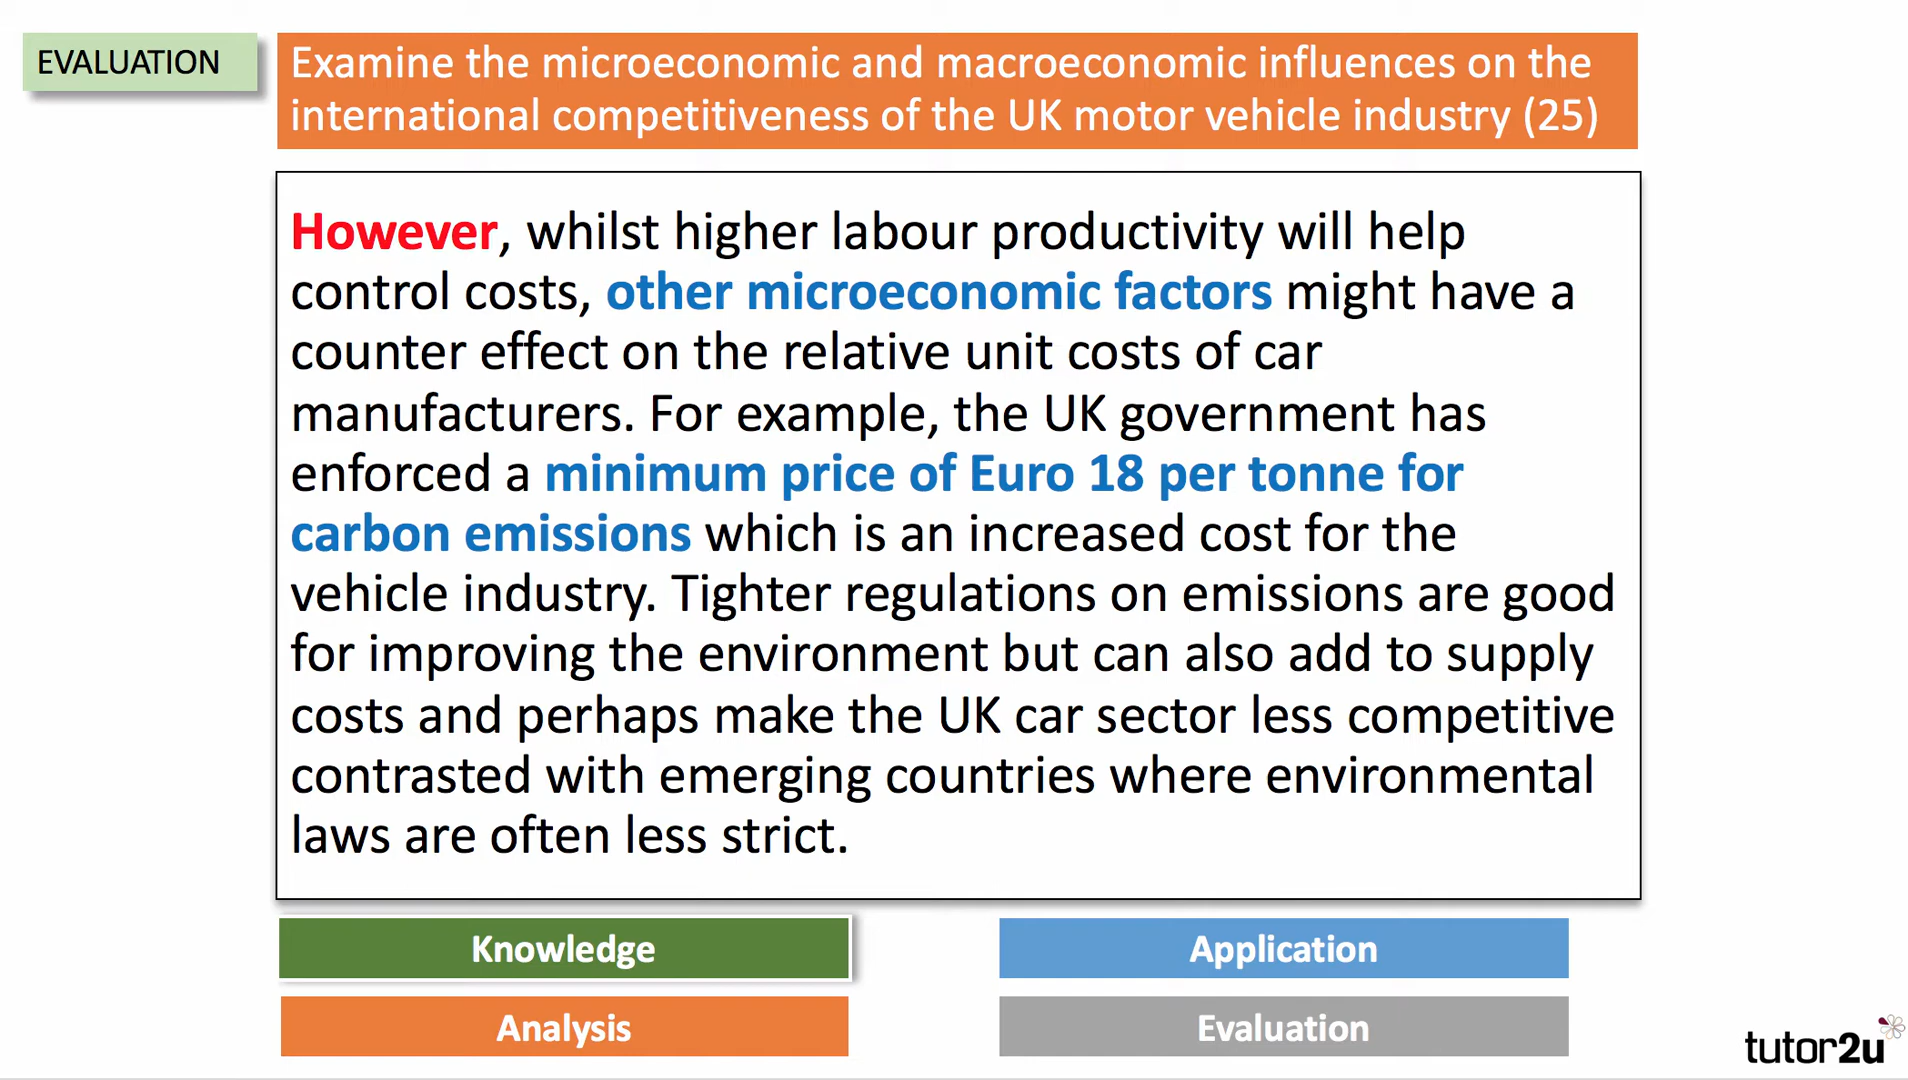 EVALUATION
Examine the microeconomic and macroeconomic influences on the
international competitiveness of the UK motor vehicle industry (25)
However, whilst higher labour productivity will help
control costs, other microeconomic factors might have a
counter effect on the relative unit costs of car
manufacturers. For example, the UK government has
enforced a minimum price of Euro 18 per tonne for
carbon emissions which is an increased cost for the
vehicle industry. Tighter regulations on emissions are good
for improving the environment but can also add to supply
costs and perhaps make the UK car sector less competitive
contrasted with emerging countries where environmental
laws are often less strict.
Knowledge
Application
Analysis
Evaluation
tutor2u